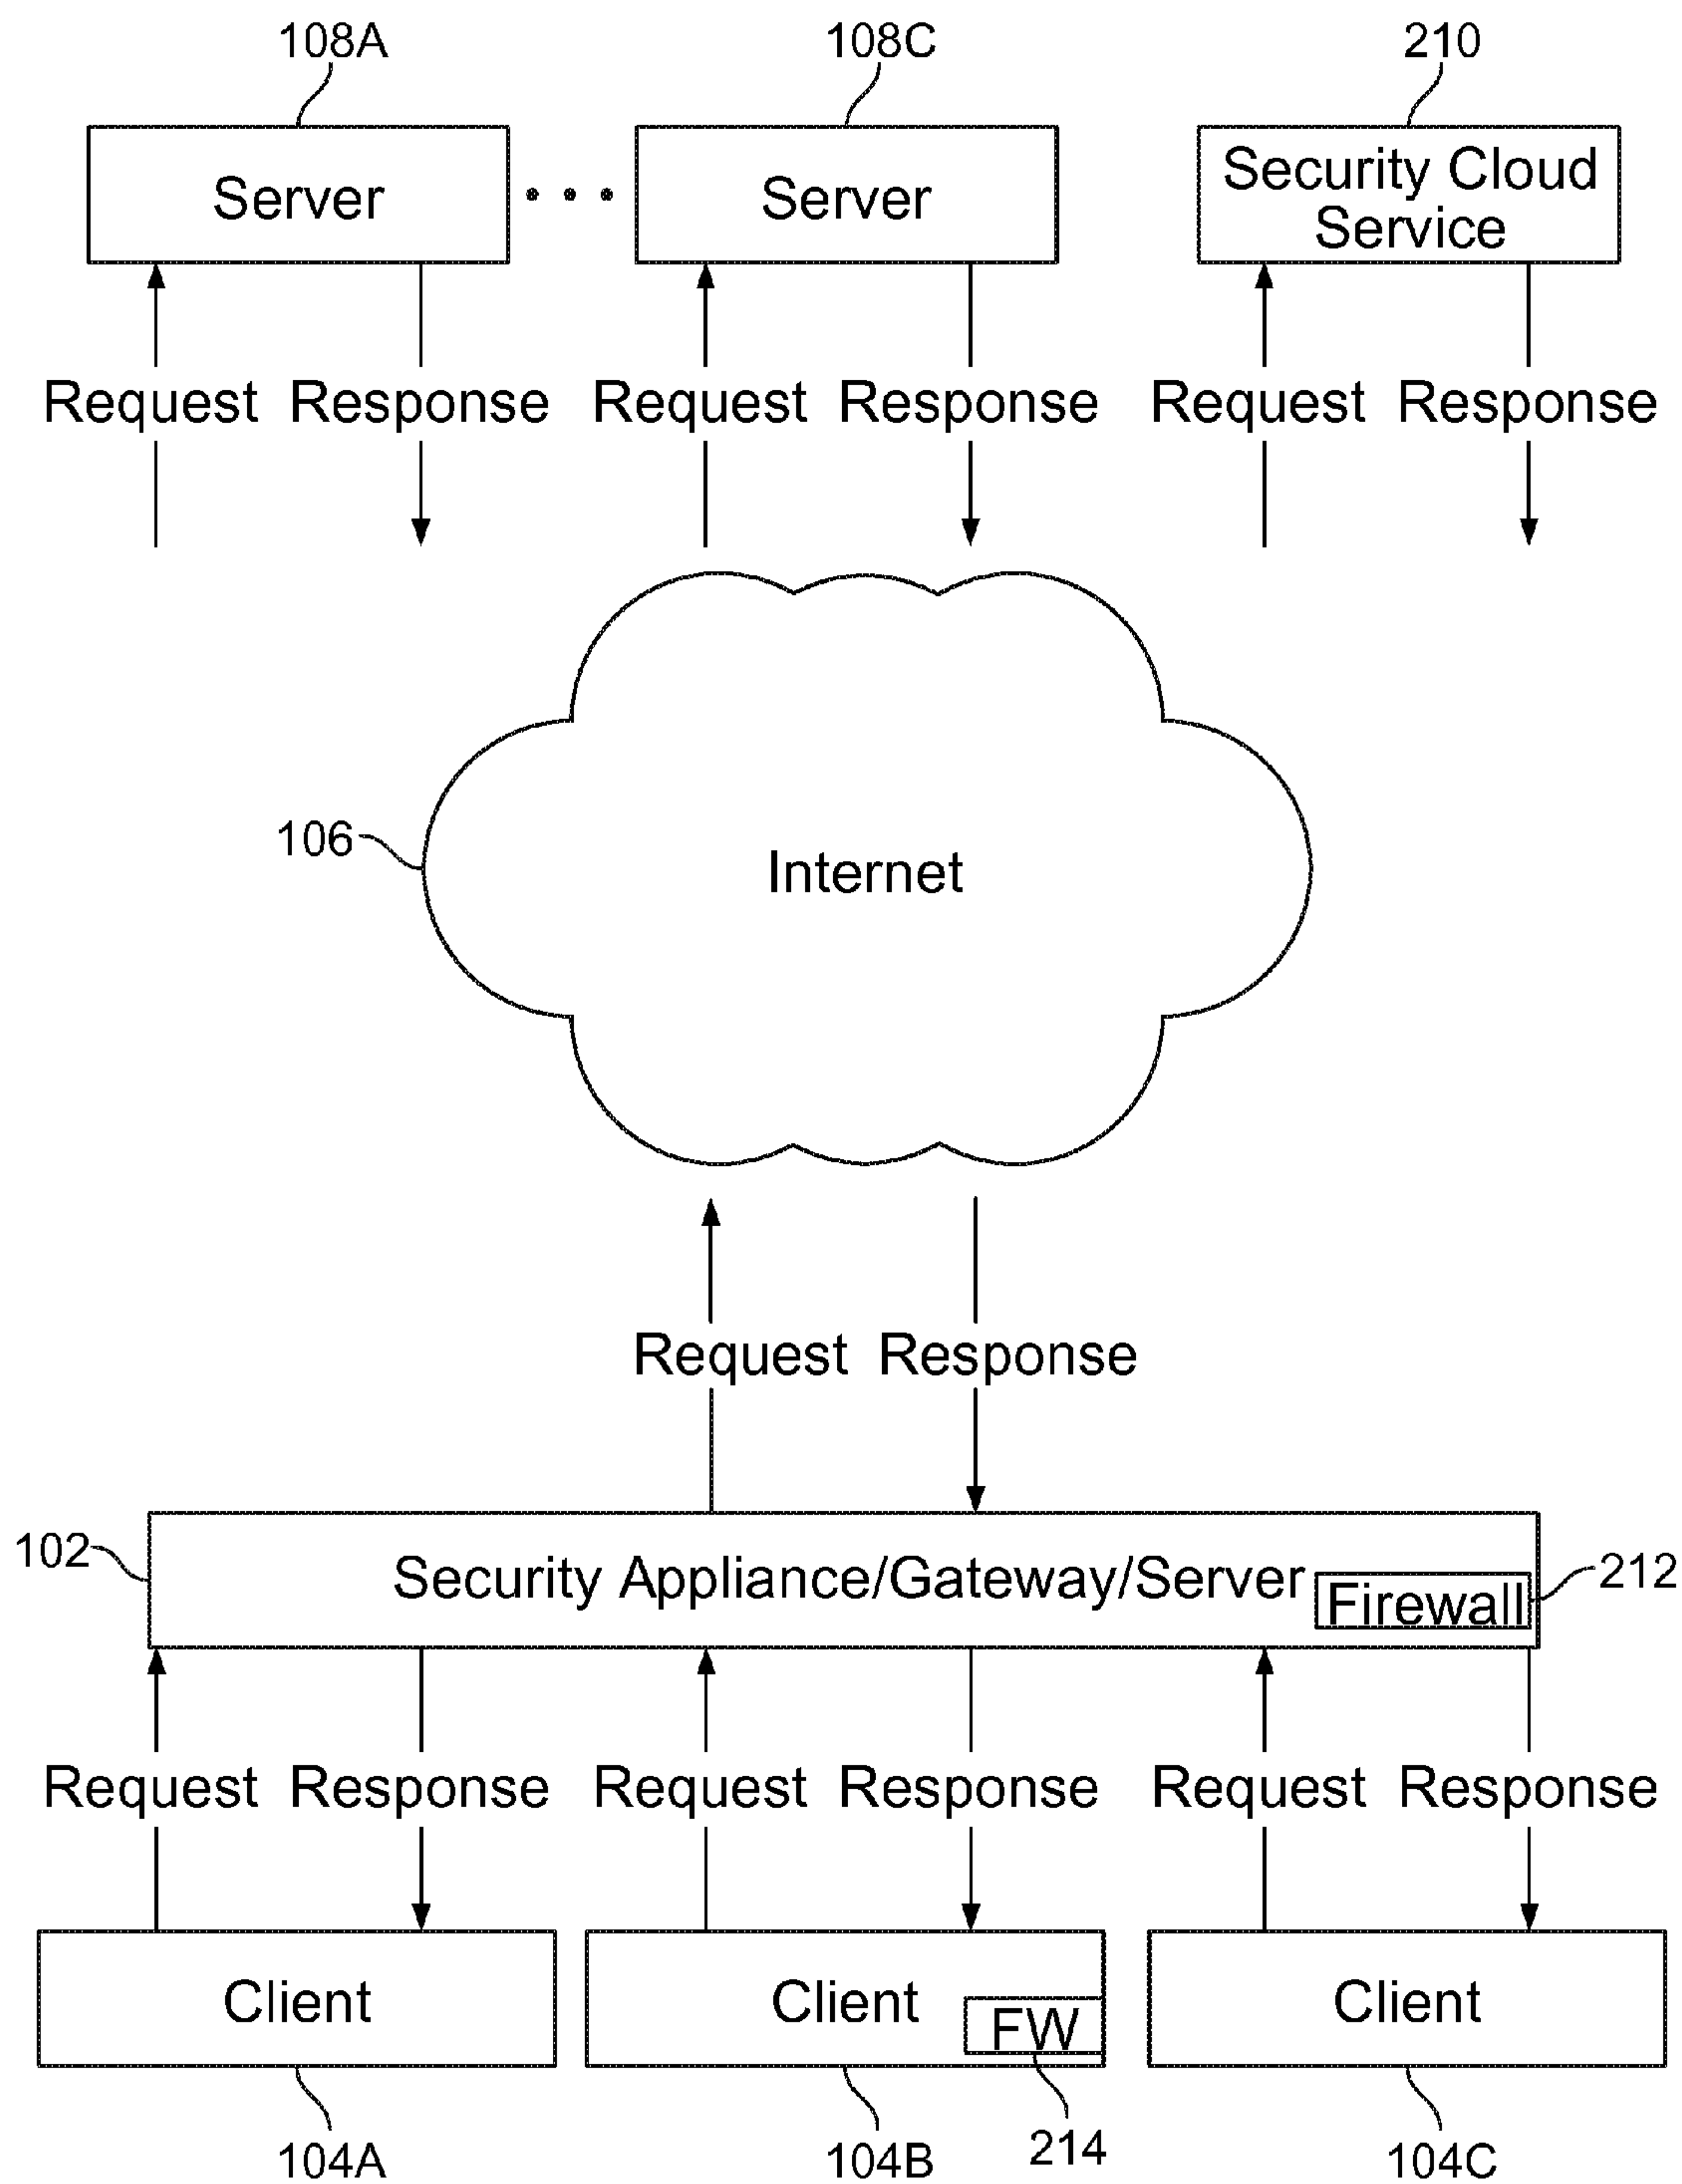 108A 108C 210
Server ... Server Security Cloud
Service
Request Response Request Response Request Response
106
Internet
Request Response
102 Security Appliance/Gateway/Server Firewall 212
Request Response Request Response Request Response
Client Client FW Client
104A 104B 214 104C